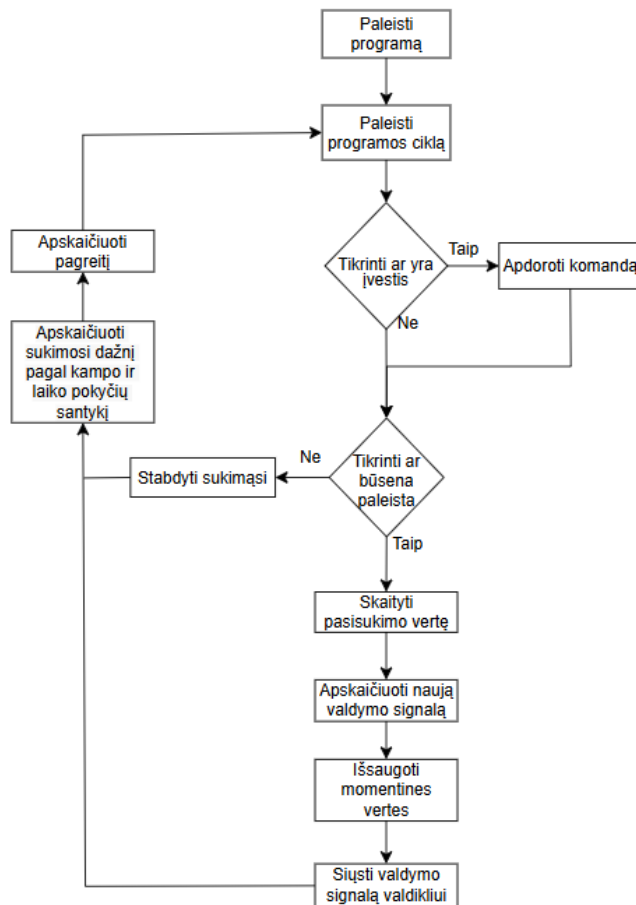 Paleisti
programą
Paleisti
programos ciklą
Tikrinti ar yra
įvestis
Taip
Apdoroti komandą
Ne
Tikrinti ar
būsena
paleista
Ne
Stabdyti sukimąsi
Apskaičiuoti
sukimosi dažnį
pagal kampo ir
laiko pokyčių
santykį
Apskaičiuoti
pagreitį
Taip
Skaityti
pasisukimo vertę
Apskaičiuoti naują
valdymo signalą
Išsaugoti
momentines
vertes
Siųsti valdymo
signalą valdikliui